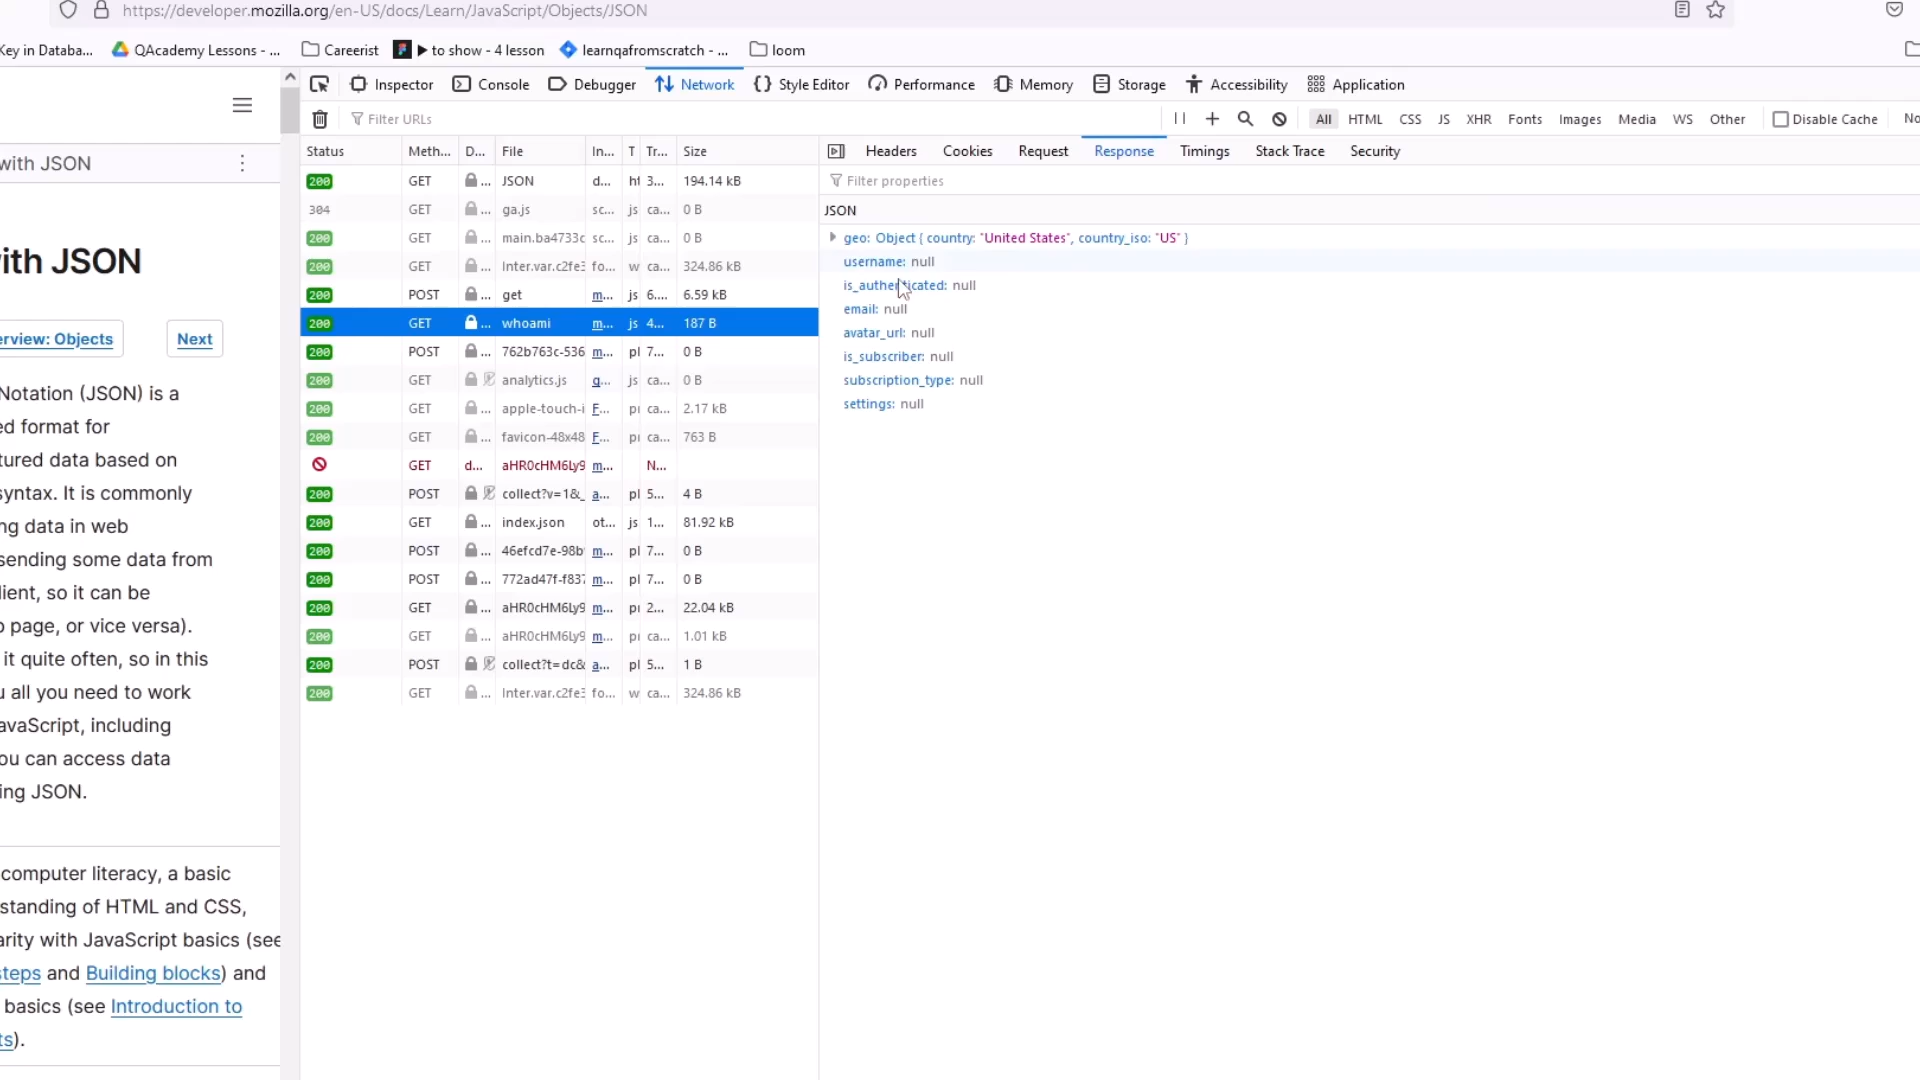 https://developer.mozilla.org/en-US/docs/Learn/JavaScript/Objects/JSON
Key in Databa... QAcademy Lessons - ... Careerist ▶ to show - 4 lesson learnqafromscratch - ... loom
Inspector Console Debugger Network Style Editor Performance Memory Storage Accessibility Application
Filter URLs All HTML CSS JS XHR Fonts Images Media WS Other Disable Cache No
Status Meth... D... File In... T Tr... Size
Headers Cookies Request Response Timings Stack Trace Security
200 GET ... JSON d... ht 3... 194.14 kB
304 GET ... ga.js sc... js ca... 0 B
200 GET ... main.ba4733c sc... js ca... 0 B
200 GET ... Inter.var.c2fe3 fo... w ca... 324.86 kB
200 POST ... get m... js 6.... 6.59 kB
200 GET ... whoami m... js 4... 187 B
200 POST ... 762b763c-536 m... pl 7... 0 B
200 GET analytics.js g... js ca... 0 B
200 GET ... apple-touch-i F... pr ca... 2.17 kB
200 GET ... favicon-48x48 F... pr ca... 763 B
GET d... aHR0cHM6Ly9 m... N...
200 POST collect?v=1&_ a... pl 5... 4 B
200 GET ... index.json ot... js 1... 81.92 kB
200 POST ... 46efcd7e-98b m... pl 7... 0 B
200 POST ... 772ad47f-f837 m... pl 7... 0 B
200 GET ... aHR0cHM6Ly9 m... pr 2... 22.04 kB
200 GET ... aHR0cHM6Ly9 m... pr ca... 1.01 kB
200 POST collect?t=dc& a... pl 5... 1 B
200 GET ... Inter.var.c2fe3 fo... w ca... 324.86 kB
Filter properties
JSON
geo: Object { country: "United States", country_iso: "US" }
username: null
is_authenticated: null
email: null
avatar_url: null
is_subscriber: null
subscription_type: null
settings: null
with JSON
ith JSON
erview: Objects Next
Notation (JSON) is a
ed format for
tured data based on
syntax. It is commonly
ng data in web
sending some data from
lient, so it can be
b page, or vice versa).
it quite often, so in this
u all you need to work
avaScript, including
ou can access data
ing JSON.
computer literacy, a basic
standing of HTML and CSS,
arity with JavaScript basics (see
steps and Building blocks) and
basics (see Introduction to
ts).